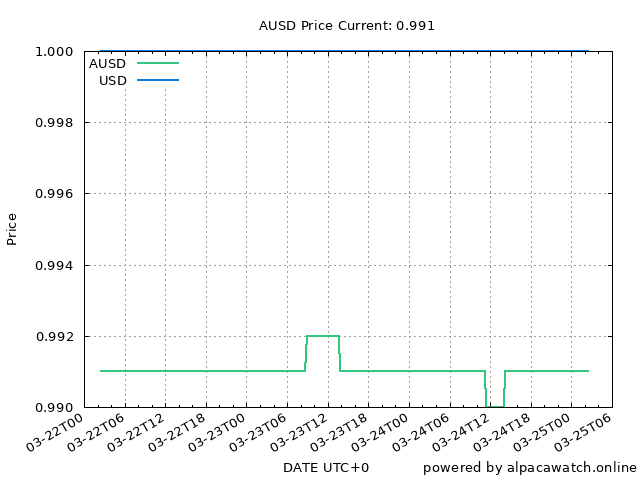 AUSD Price Current: 0.991
1.000
AUSD
USD
0.998
0.996
Price
0.994
0.992
0.990
03-22T00 03-22T06 03-22T12 03-22T18 03-23T00 03-23T06 03-23T12 03-23T18 03-24T00 03-24T06 03-24T12 03-24T18 03-25T00 03-25T06
DATE UTC+0
powered by alpacawatch.online